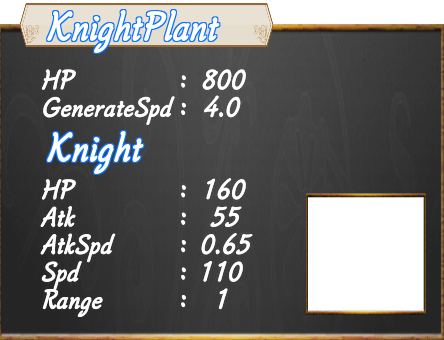 KnightPlant
HP : 800
GenerateSpd : 4.0
Knight
HP : 160
Atk : 55
AtkSpd : 0.65
Spd : 110
Range : 1